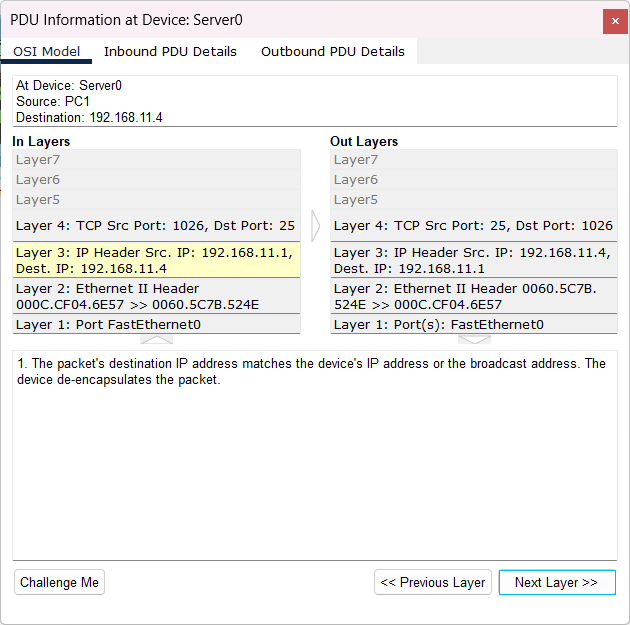 PDU Information at Device: Server0
OSI Model
Inbound PDU Details
Outbound PDU Details
At Device: Server0
Source: PC1
Destination: 192.168.11.4
In Layers
Layer7
Layer6
Layer5
Layer 4: TCP Src Port: 1026, Dst Port: 25
Layer 3: IP Header Src. IP: 192.168.11.1,
Dest. IP: 192.168.11.4
Layer 2: Ethernet II Header
000C.CF04.6E57 >> 0060.5C7B.524E
Layer 1: Port FastEthernet0
Out Layers
Layer7
Layer6
Layer5
Layer 4: TCP Src Port: 25, Dst Port: 1026
Layer 3: IP Header Src. IP: 192.168.11.4,
Dest. IP: 192.168.11.1
Layer 2: Ethernet II Header 0060.5C7B.
524E >> 000C.CF04.6E57
Layer 1: Port(s): FastEthernet0
1. The packet's destination IP address matches the device's IP address or the broadcast address. The
device de-encapsulates the packet.
Challenge Me
<< Previous Layer
Next Layer >>